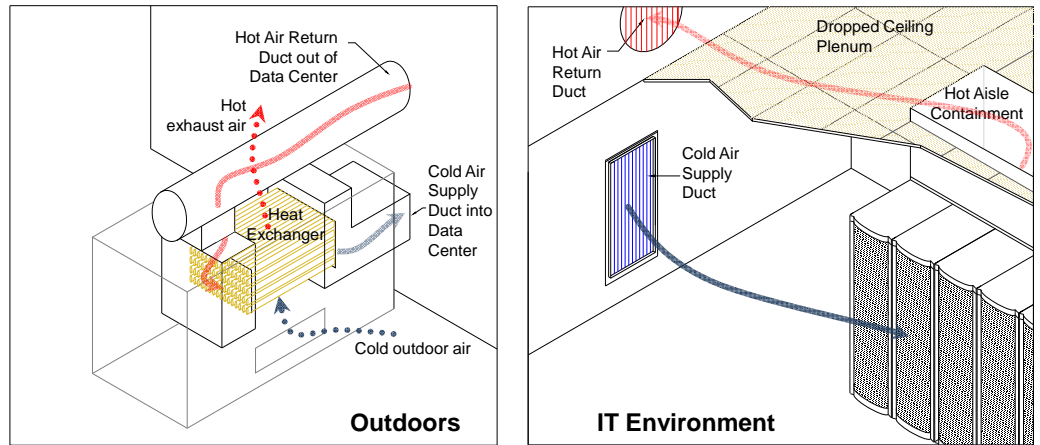 Hot Air Return
Duct out of
Data Center
Hot
exhaust air
Cold Air
Supply
Duct into
Data
Center
Heat
Exchanger
Cold outdoor air
Outdoors
Dropped Ceiling
Plenum
Hot Air
Return
Duct
Hot Aisle
Containment
Cold Air
Supply
Duct
IT Environment